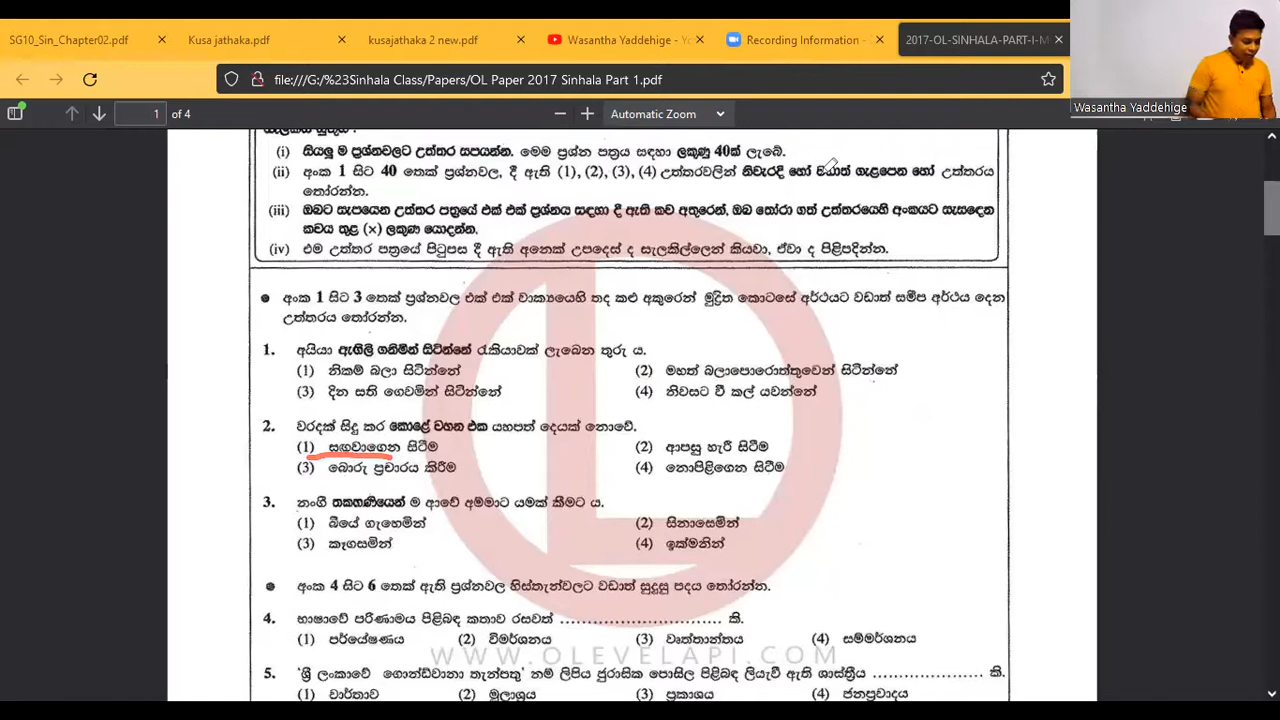 SG10_Sin_Chapter02.pdf
Kusa jathaka.pdf
kusajathaka 2 new.pdf
Wasantha Yaddehige - Yo
Recording Information -
2017-OL-SINHALA-PART-I-M
file:///G:/%23Sinhala Class/Papers/OL Paper 2017 Sinhala Part 1.pdf
Wasantha Yaddehige
1 of 4
Automatic Zoom
(i) සියලු ම ප්‍රශ්නවලට උත්තර සපයන්න. මෙම ප්‍රශ්න පත්‍රය සඳහා ලකුණු 40ක් ලැබේ.
(ii) අංක 1 සිට 40 තෙක් ප්‍රශ්නවල, දී ඇති (1), (2), (3), (4) උත්තරවලින් නිවැරදි හෝ ගැළපෙන හෝ උත්තරය
තෝරන්න.
(iii) ඔබට සැපයෙන උත්තර පත්‍රයේ එක් එක් ප්‍රශ්නය සඳහා දී ඇති කව අතුරෙන්, ඔබ තෝරා ගත් උත්තරයෙහි අංකයට සැසඳෙන
කවය තුළ (×) ලකුණ යොදන්න.
(iv) එම උත්තර පත්‍රයේ පිටුපස දී ඇති අනෙක් උපදෙස් ද සැලකිල්ලෙන් කියවා, ඒවා ද පිළිපදින්න.
● අංක 1 සිට 3 තෙක් ප්‍රශ්නවල එක් එක් වාක්‍යයෙහි තද කළු අකුරෙන් මුද්‍රිත කොටසේ අර්ථයට වඩාත් සමීප අර්ථය දෙන
උත්තරය තෝරන්න.
1. අයියා ඇඟිලි ගනිමින් සිටින්නේ රැකියාවක් ලැබෙන තුරු ය.
(1) නිකම් බලා සිටින්නේ (2) මහත් බලාපොරොත්තුවෙන් සිටින්නේ
(3) දින සති ගෙවමින් සිටින්නේ (4) නිවසට වී කල් යවන්නේ
2. වරදක් සිදු කර කොළේ වහන එක යහපත් දෙයක් නොවේ.
(1) සඟවාගෙන සිටීම (2) ආපසු හැරී සිටීම
(3) බොරු ප්‍රචාරය කිරීම (4) නොපිළිගෙන සිටීම
3. නංගී තකහණියෙන් ම ආවේ අම්මාට යමක් කීමට ය.
(1) බියේ ගැහෙමින් (2) සිනාසෙමින්
(3) කෑගසමින් (4) ඉක්මනින්
● අංක 4 සිට 6 තෙක් ඇති ප්‍රශ්නවල හිස්තැන්වලට වඩාත් සුදුසු පදය තෝරන්න.
4. භාෂාවේ පරිණාමය පිළිබඳ කතාව රසවත් .............................. කි.
(1) පර්යේෂණය (2) විමර්ශනය (3) වෘත්තාන්තය (4) සම්මර්ශනය
WWW.OLEVELAPI.COM
5. 'ශ්‍රී ලංකාවේ ගොන්ඩ්වානා තැන්පතු' නම් ලිපිය ජුරාසික පොසිල පිළිබඳ ලියැවී ඇති ශාස්ත්‍රීය .................... කි.
(1) වාර්තාව (2) මූලාශ්‍රය (3) ප්‍රකාශය (4) ජනප්‍රවාදය